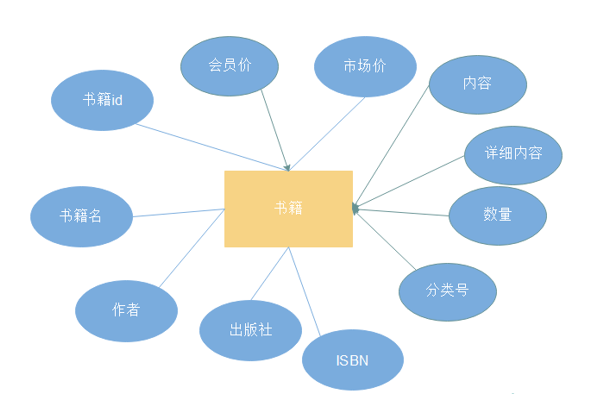 会员价
市场价
内容
书籍id
详细内容
书籍
书籍名
数量
分类号
作者
出版社
ISBN